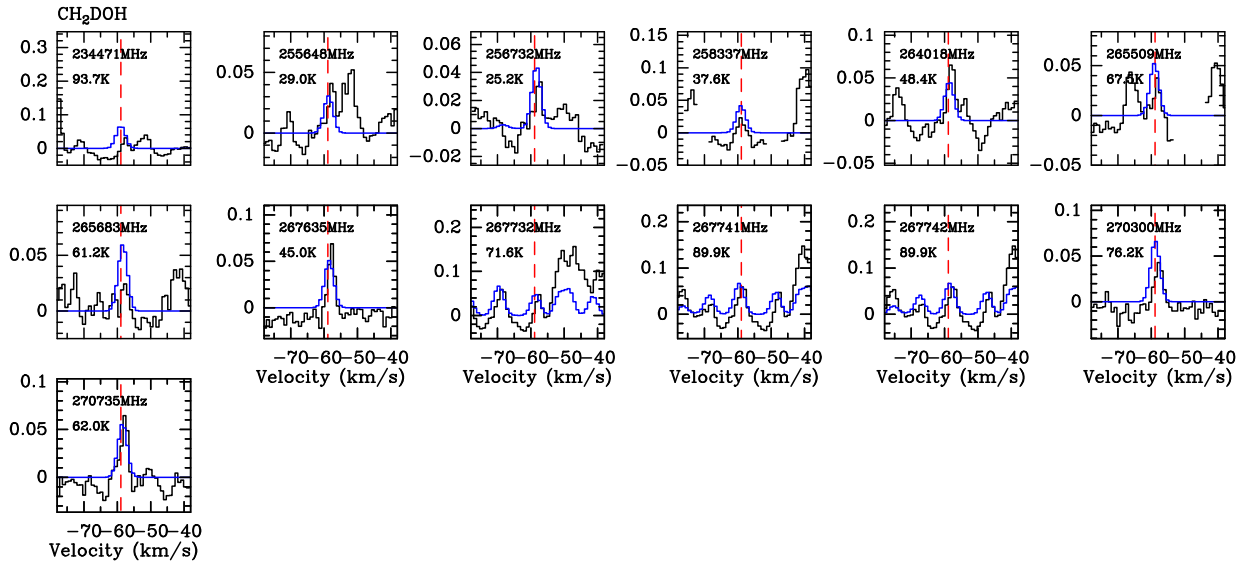 CH₂DOH
234471MHz
93.7K
0.3
0.2
0.1
0
255648MHz
29.0K
0.05
0
256732MHz
25.2K
0.06
0.04
0.02
0
−0.02
258337MHz
37.6K
0.15
0.1
0.05
0
−0.05
264018MHz
48.4K
0.1
0.05
0
−0.05
265509MHz
67.5K
0.05
0
−0.05
265683MHz
61.2K
0.05
0
267635MHz
45.0K
0.1
0.05
0
−70−60−50−40
Velocity (km/s)
267732MHz
71.6K
0.2
0.1
0
−70−60−50−40
Velocity (km/s)
267741MHz
89.9K
0.2
0.1
0
−70−60−50−40
Velocity (km/s)
267742MHz
89.9K
0.2
0.1
0
−70−60−50−40
Velocity (km/s)
270300MHz
76.2K
0.1
0.05
0
−70−60−50−40
Velocity (km/s)
270735MHz
62.0K
0.1
0.05
0
−70−60−50−40
Velocity (km/s)